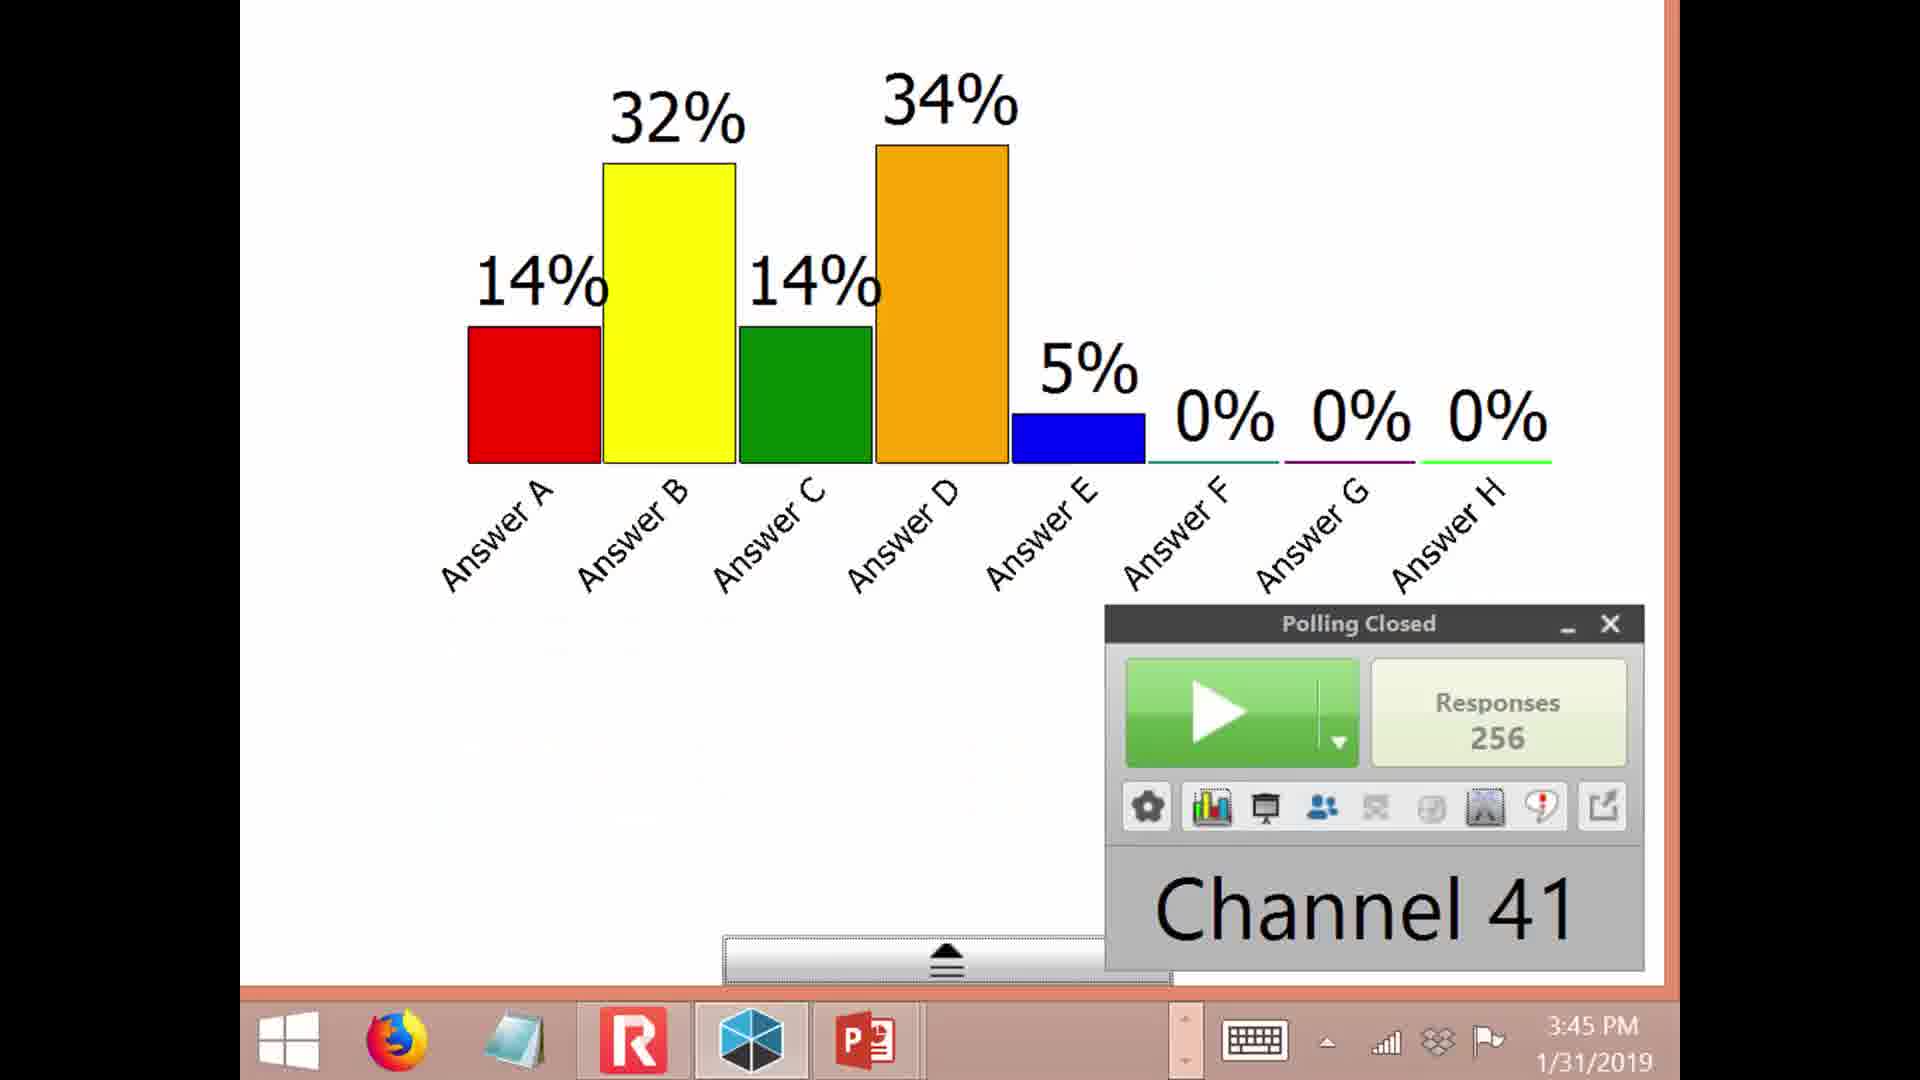 34%
32%
14%
14%
5%
0%
0%
0%
Answer A
Answer B
Answer C
Answer D
Answer E
Answer F
Answer G
Answer H
Polling Closed
Responses
256
Channel 41
3:45 PM
1/31/2019